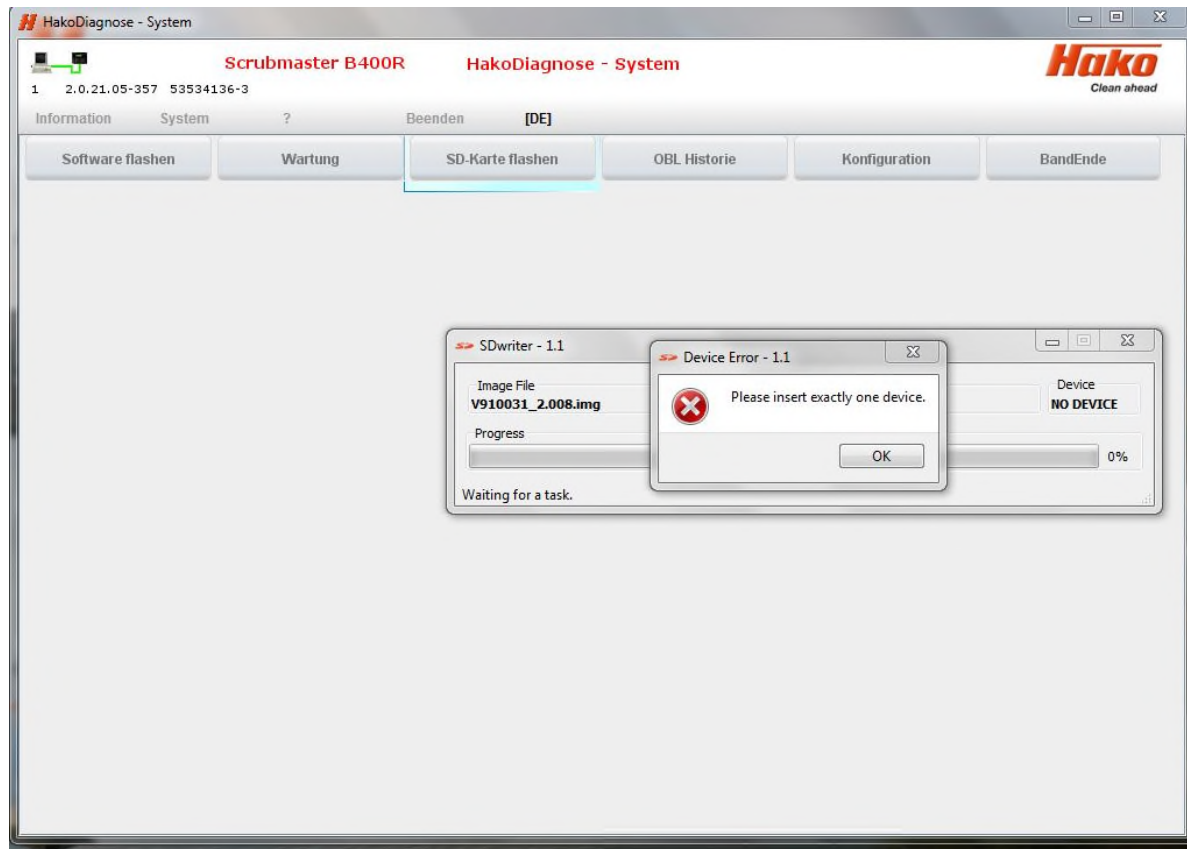 HakoDiagnose - System
Scrubmaster B400R HakoDiagnose - System
Hako
Clean ahead
1 2.0.21.05-357 53534136-3
Information System ? Beenden [DE]
Software flashen Wartung SD-Karte flashen OBL Historie Konfiguration BandEnde
SDwriter - 1.1
Image File
V910031_2.008.img
Device
NO DEVICE
Progress
0%
Waiting for a task.
Device Error - 1.1
Please insert exactly one device.
OK